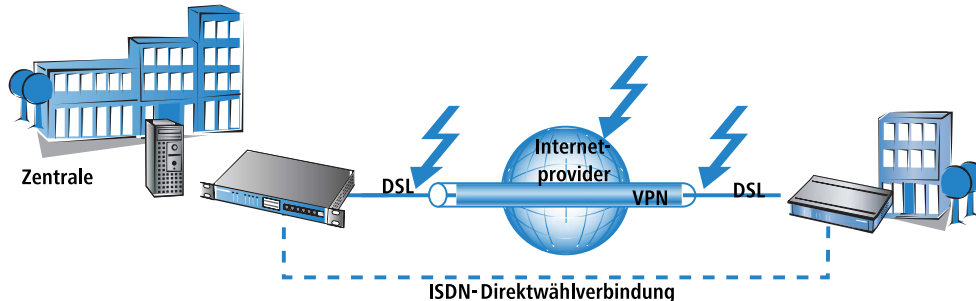 Internet-
provider
Zentrale
DSL
VPN
DSL
ISDN-Direktwählverbindung